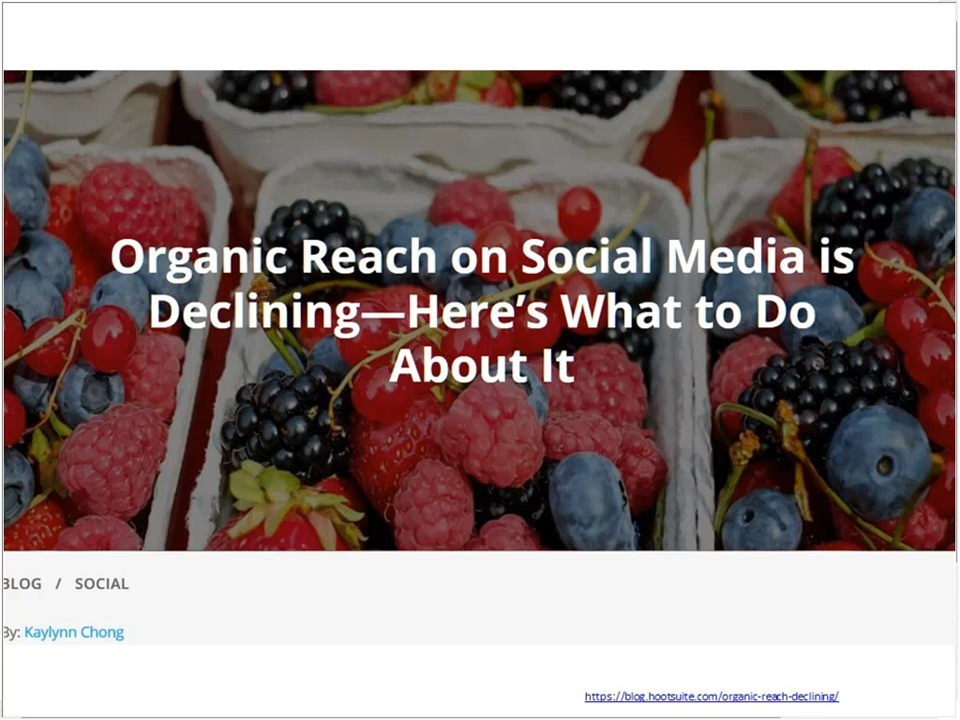 Organic Reach on Social Media is
Declining—Here's What to Do
About It
BLOG / SOCIAL
By: Kaylynn Chong
https://blog.hootsuite.com/organic-reach-declining/